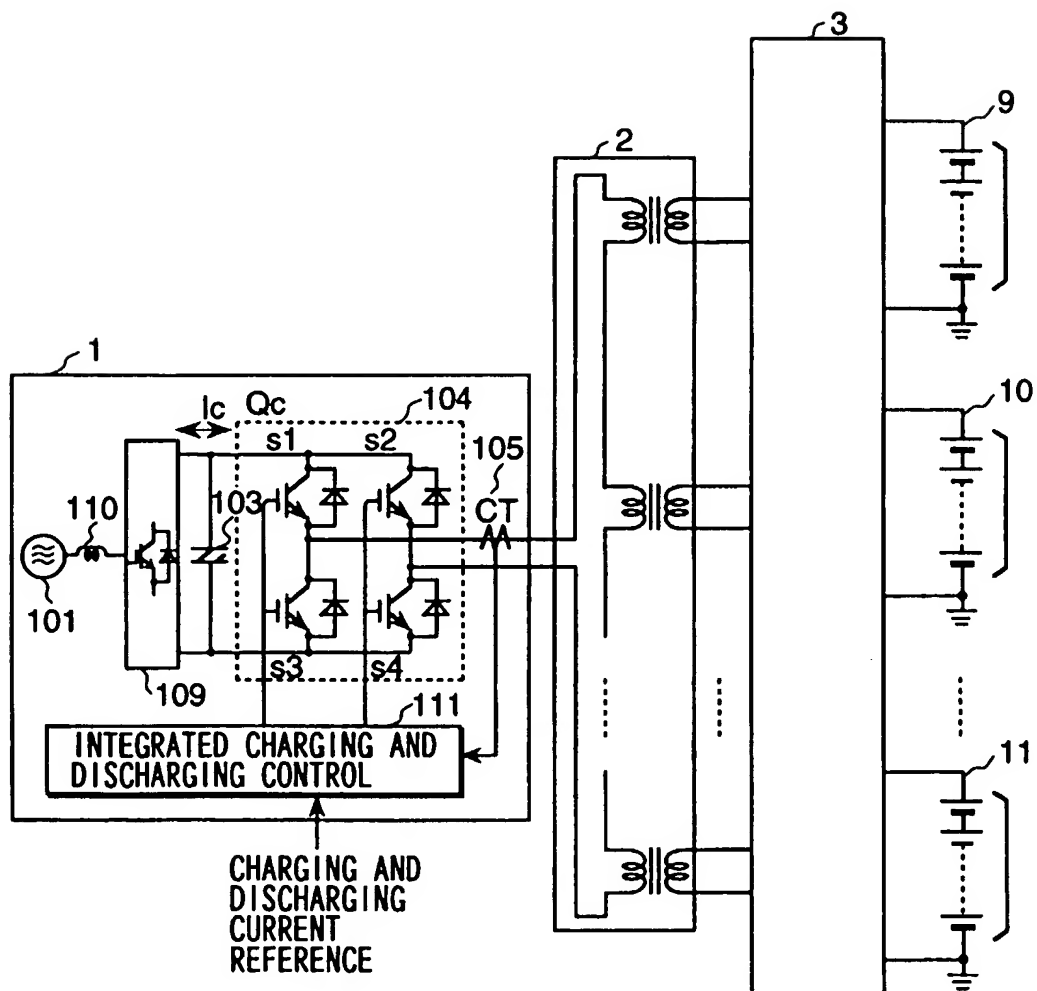 3
9
2
1
Ic
Qc
104
10
s1
s2
105
CT
110
103
101
s3
s4
109
111
11
INTEGRATED CHARGING AND
DISCHARGING CONTROL
CHARGING AND
DISCHARGING
CURRENT
REFERENCE